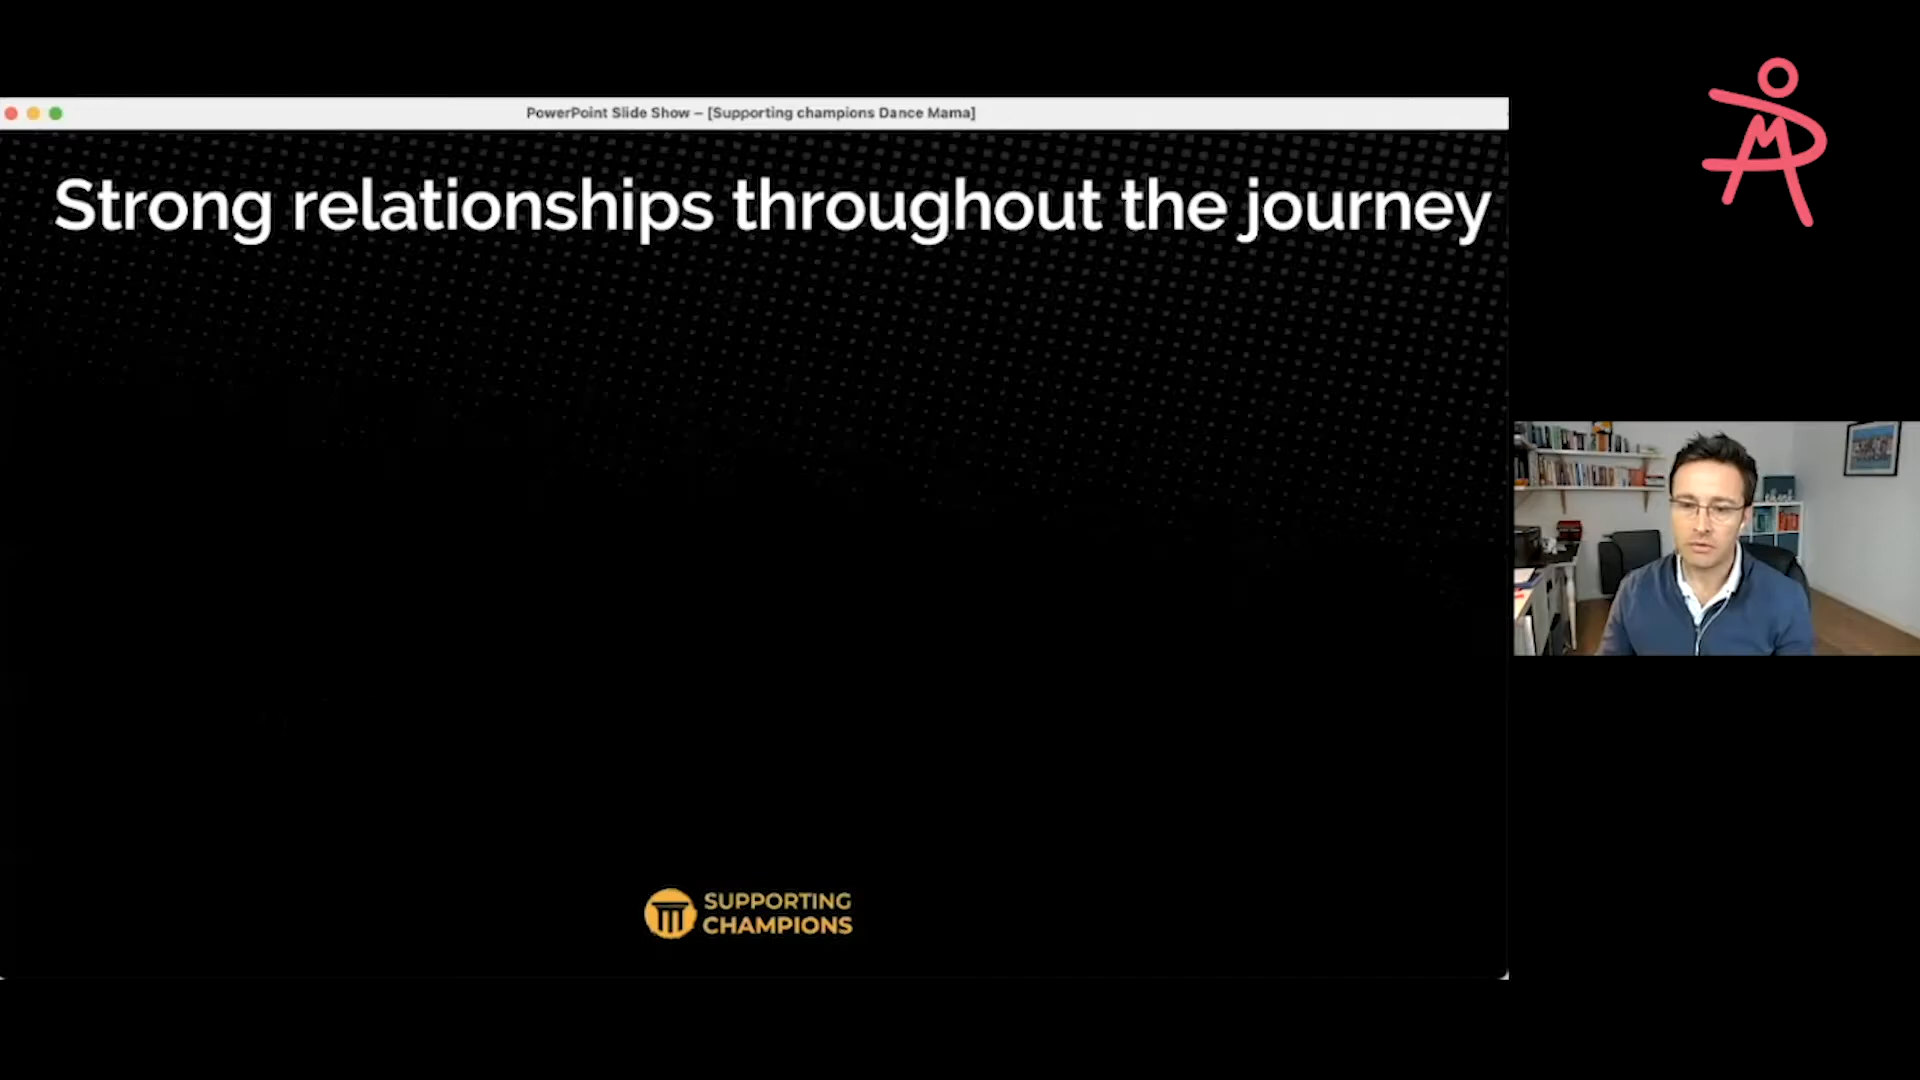 PowerPoint Slide Show – [Supporting champions Dance Mama]
Strong relationships throughout the journey
SUPPORTING
CHAMPIONS